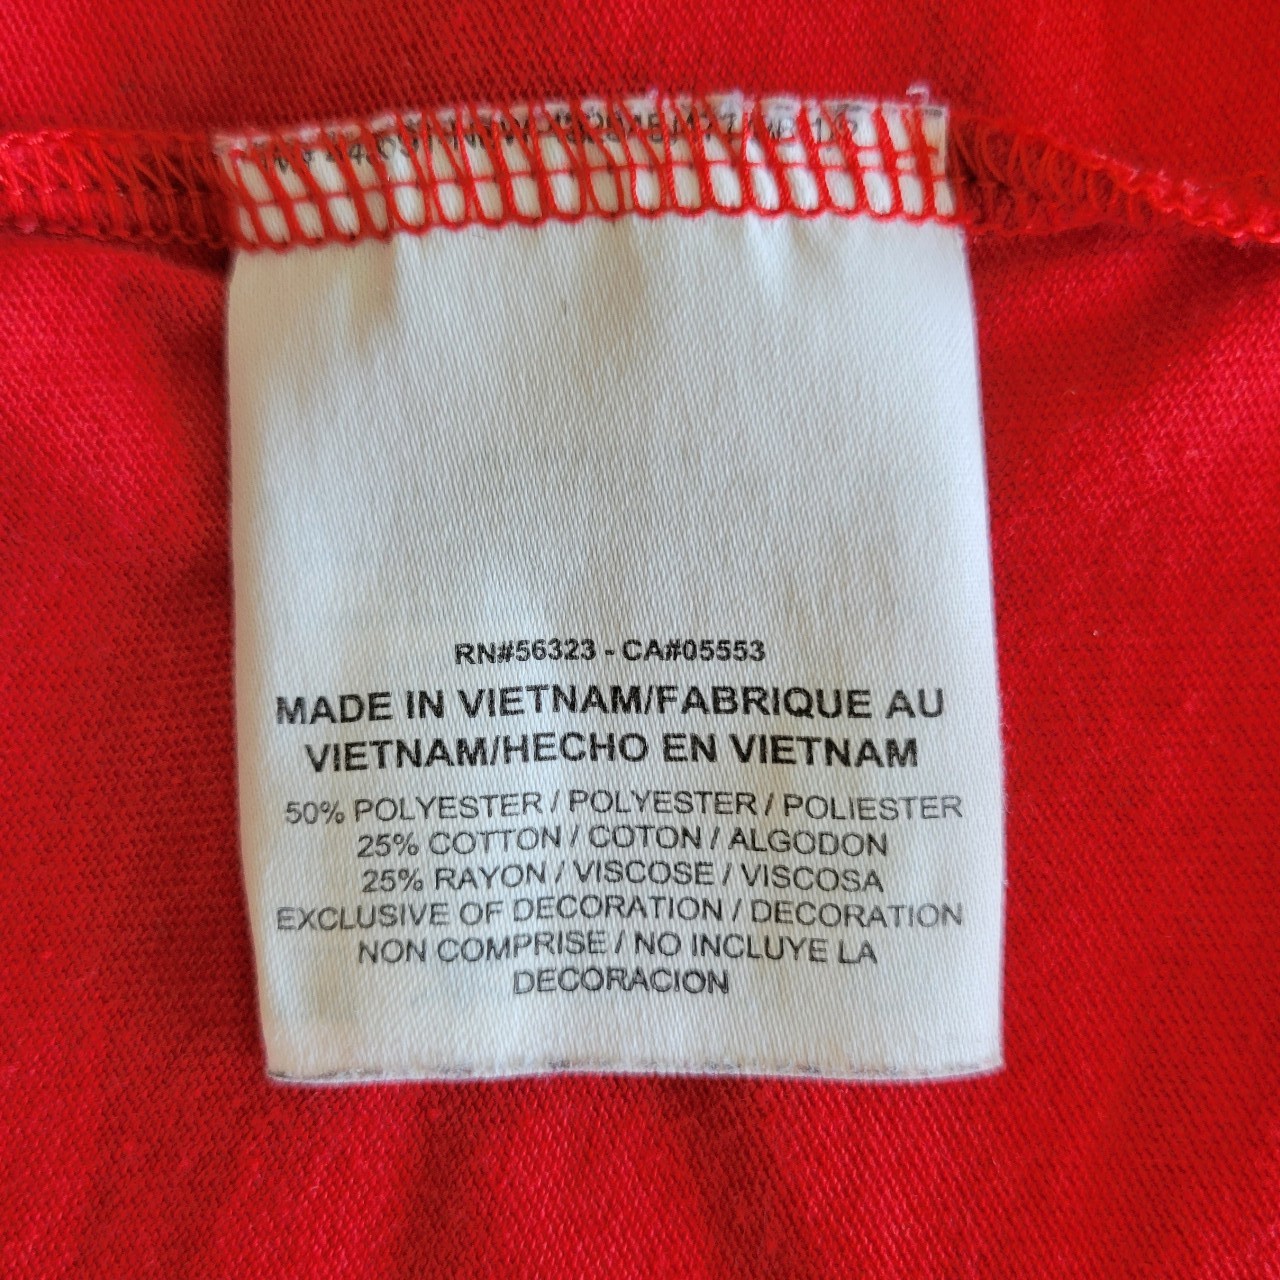 RN#56323 - CA#05553
MADE IN VIETNAM/FABRIQUE AU
VIETNAM/HECHO EN VIETNAM
50% POLYESTER / POLYESTER / POLIESTER
25% COTTON / COTON / ALGODON
25% RAYON / VISCOSE / VISCOSA
EXCLUSIVE OF DECORATION / DECORATION
NON COMPRISE / NO INCLUYE LA
DECORACION